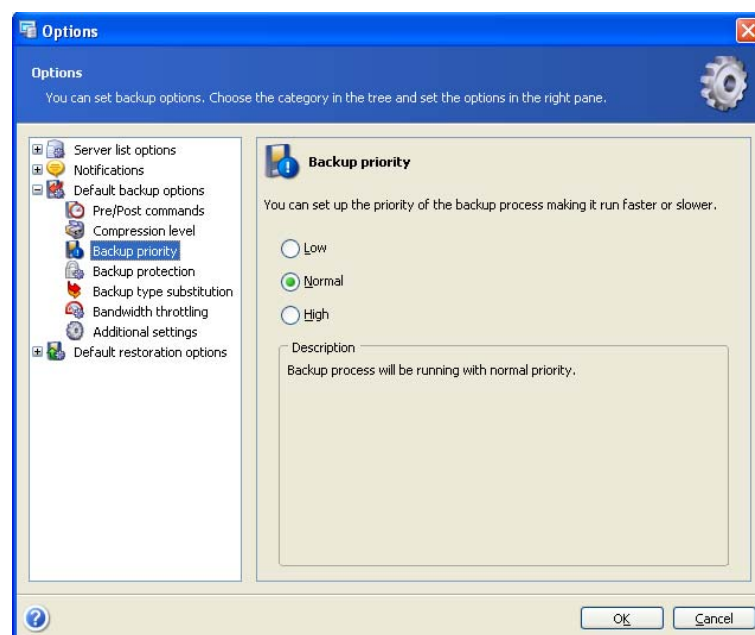 Options
Options
You can set backup options. Choose the category in the tree and set the options in the right pane.
Server list options
Notifications
Default backup options
Pre/Post commands
Compression level
Backup priority
Backup protection
Backup type substitution
Bandwidth throttling
Additional settings
Default restoration options
Backup priority
You can set up the priority of the backup process making it run faster or slower.
Low
Normal
High
Description
Backup process will be running with normal priority.
OK
Cancel